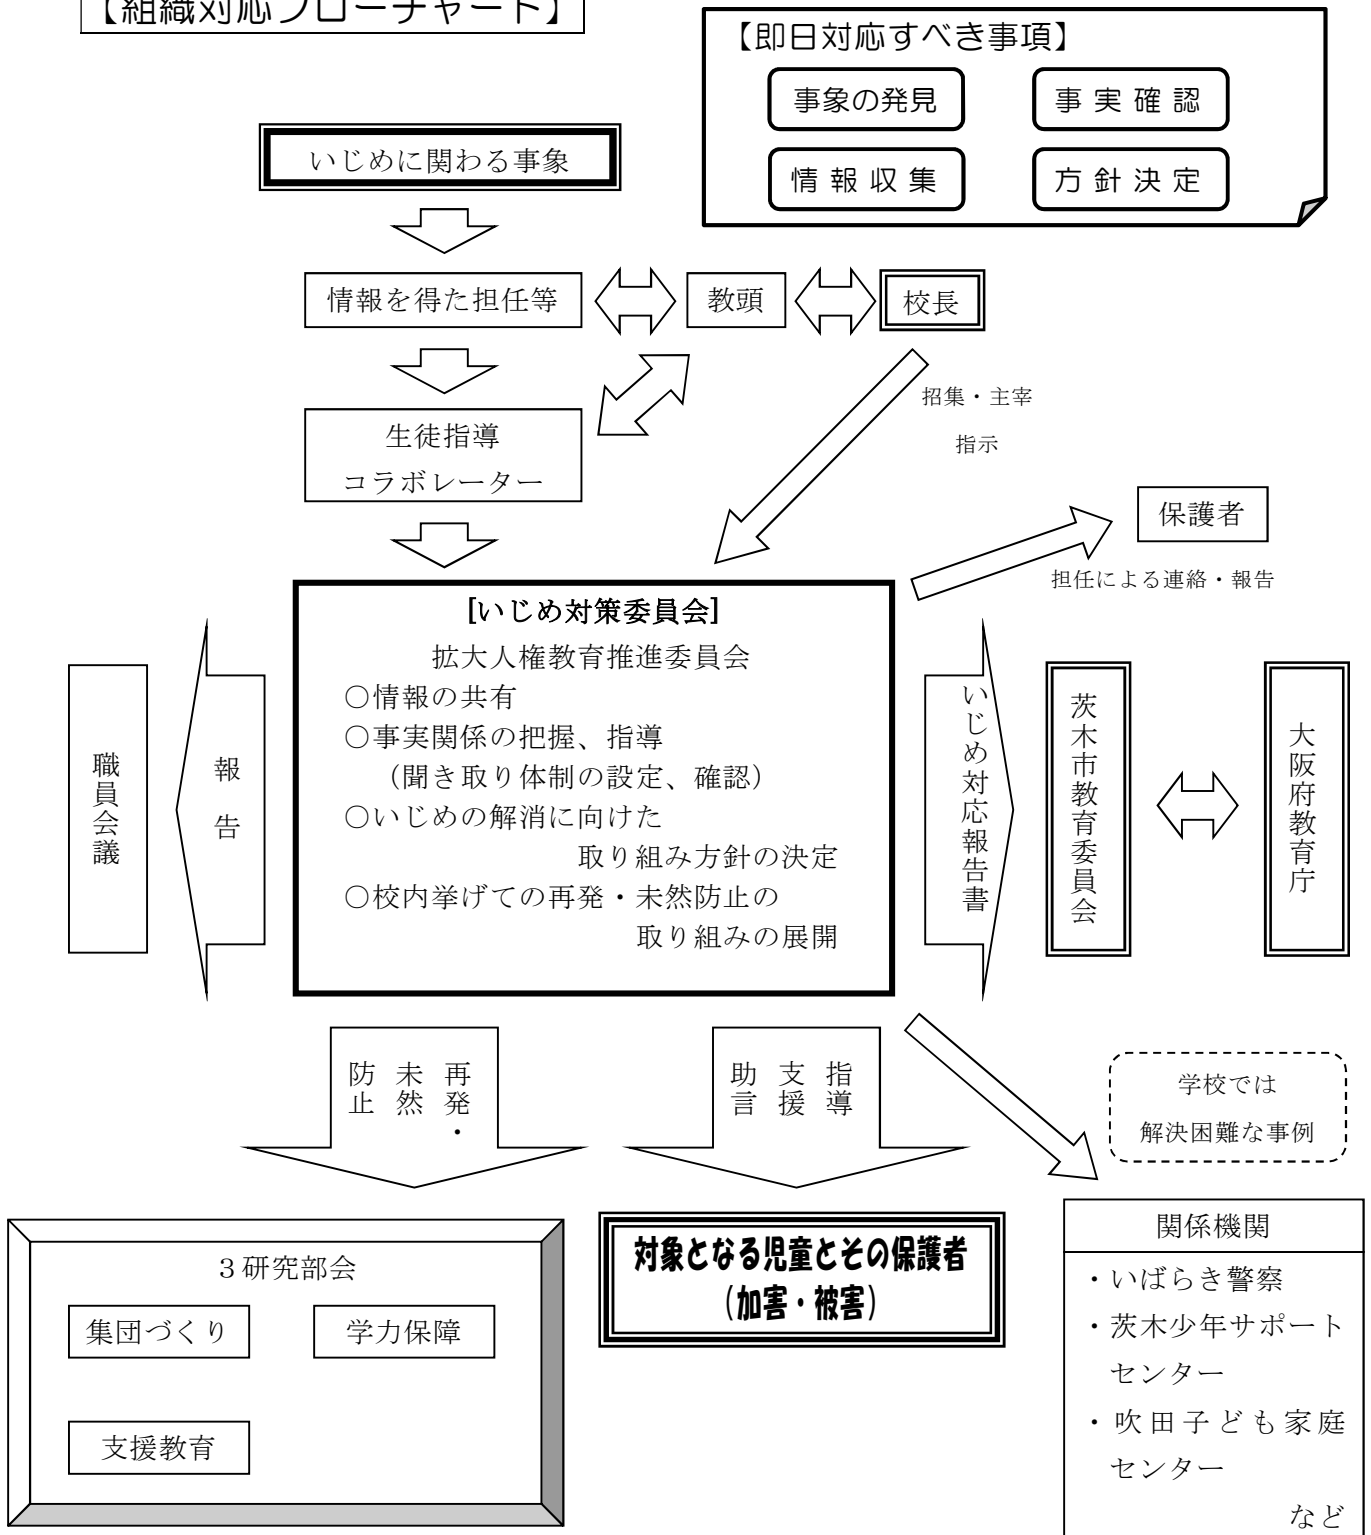 【組織対応フローチャート】
【即日対応すべき事項】
事象の発見
事実確認
情報収集
方針決定
いじめに関わる事象
情報を得た担任等
教頭
校長
招集・主宰
指示
生徒指導
コラボレーター
保護者
担任による連絡・報告
[いじめ対策委員会]
拡大人権教育推進委員会
○情報の共有
○事実関係の把握、指導
（聞き取り体制の設定、確認）
○いじめの解消に向けた
取り組み方針の決定
○校内挙げての再発・未然防止の
取り組みの展開
職員会議
報告
いじめ対応報告書
茨木市教育委員会
大阪府教育庁
再発・
未然
防止
指導
支援
助言
学校では
解決困難な事例
３研究部会
集団づくり
学力保障
支援教育
対象となる児童とその保護者
（加害・被害）
関係機関
・いばらき警察
・茨木少年サポート
センター
・吹田子ども家庭
センター
など